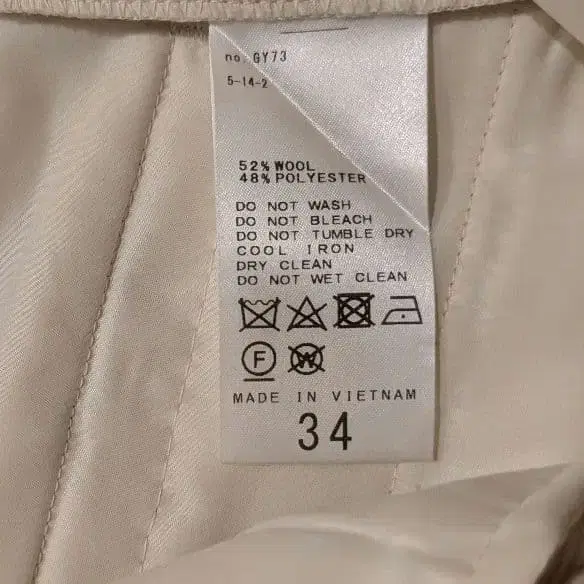 no. GY73
5-14-2
52% WOOL
48% POLYESTER
DO NOT WASH
DO NOT BLEACH
DO NOT TUMBLE DRY
COOL IRON
DRY CLEAN
DO NOT WET CLEAN
F W
MADE IN VIETNAM
34